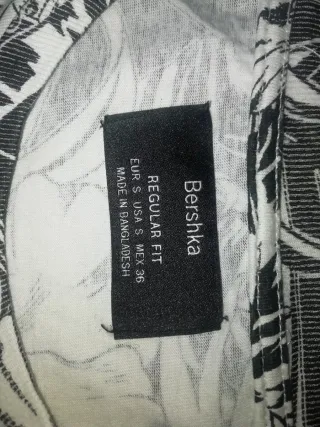 Bershka
REGULAR FIT
EUR S USA S MEX 36
MADE IN BANGLADESH